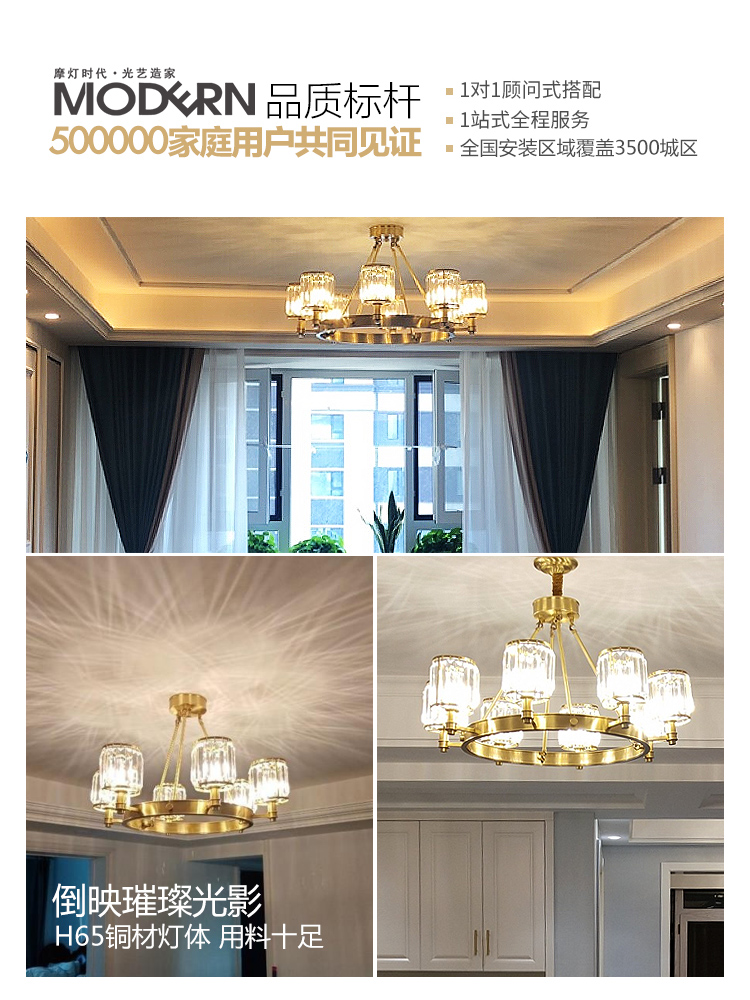 摩灯时代·光艺造家
MODERN 品质标杆
500000家庭用户共同见证
1对1顾问式搭配
1站式全程服务
全国安装区域覆盖3500城区
倒映璀璨光影
H65铜材灯体 用料十足